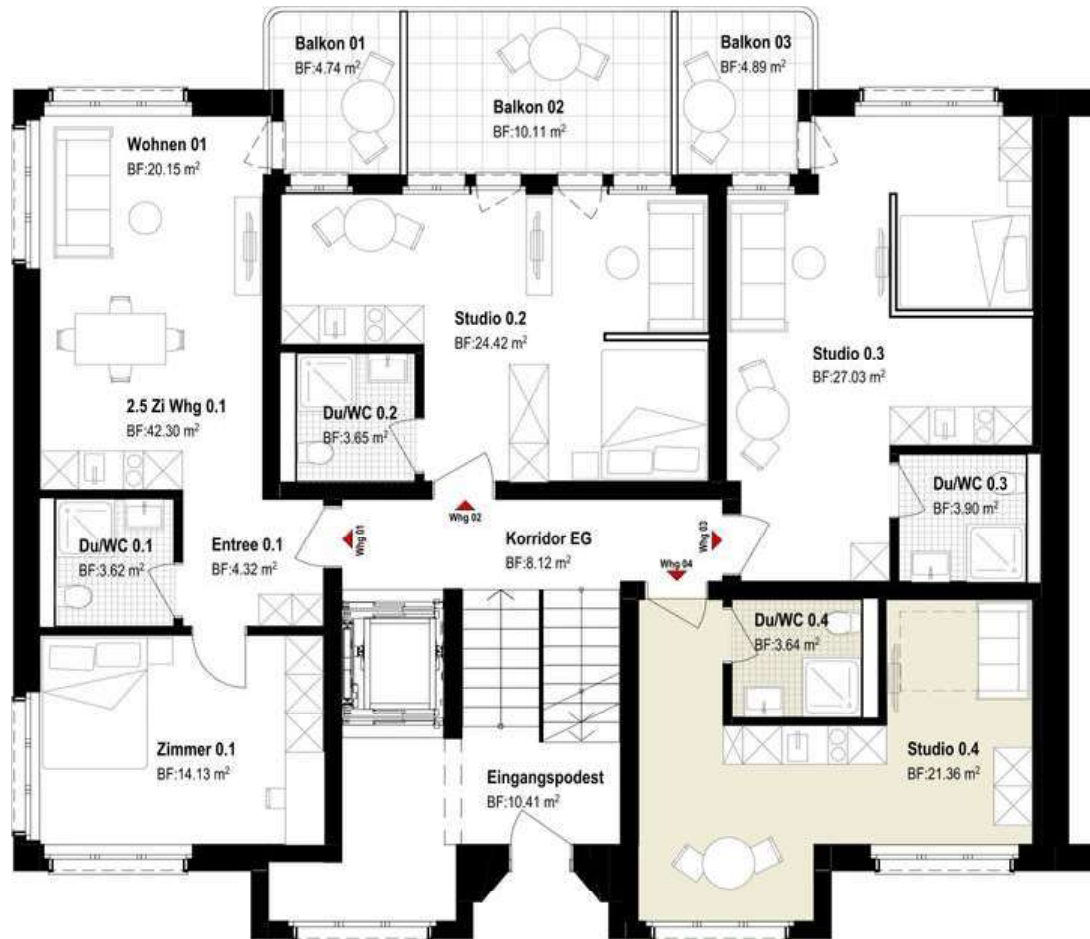 Balkon 01
BF:4.74 m²
Balkon 02
BF:10.11 m²
Balkon 03
BF:4.89 m²
Wohnen 01
BF:20.15 m²
Studio 0.2
BF:24.42 m²
Studio 0.3
BF:27.03 m²
2.5 Zi Whg 0.1
BF:42.30 m²
Du/WC 0.2
BF:3.65 m²
Du/WC 0.3
BF:3.90 m²
Whg 02
Du/WC 0.1
BF:3.62 m²
Entree 0.1
BF:4.32 m²
Whg 01
Korridor EG
BF:8.12 m²
Whg 03
Whg 04
Du/WC 0.4
BF:3.64 m²
Zimmer 0.1
BF:14.13 m²
Eingangspodest
BF:10.41 m²
Studio 0.4
BF:21.36 m²